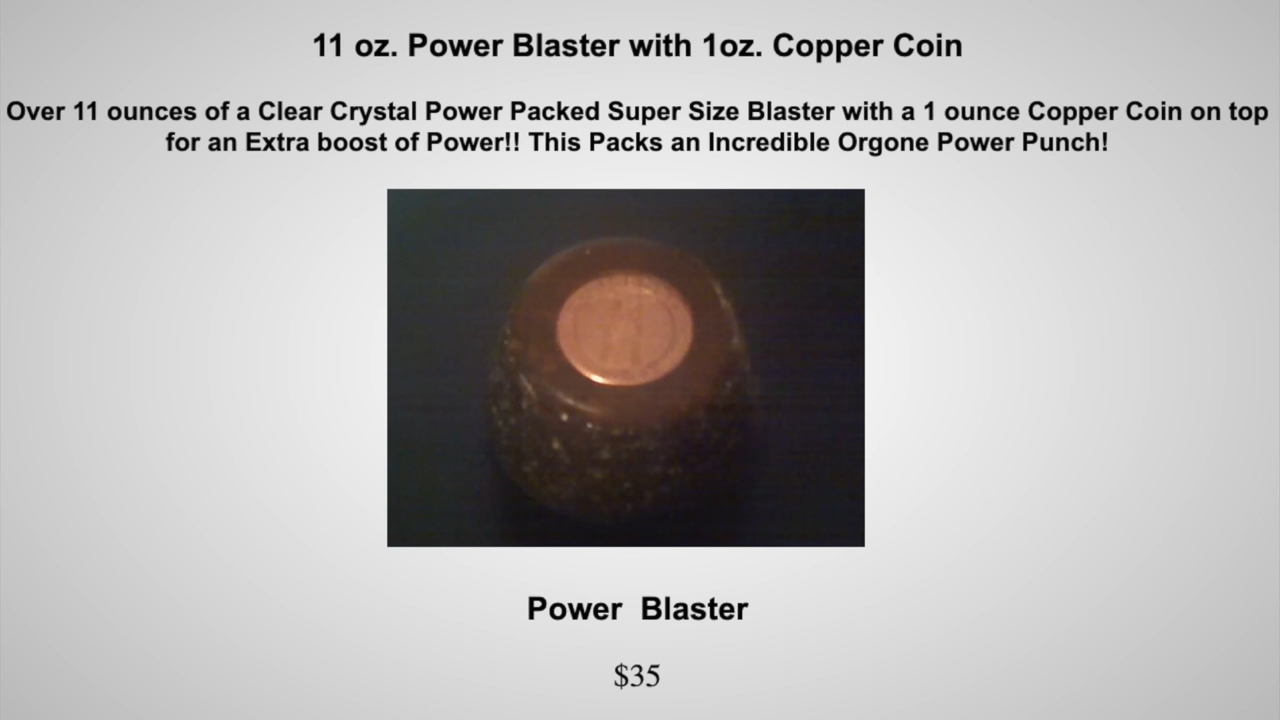 11 oz. Power Blaster with 1oz. Copper Coin
Over 11 ounces of a Clear Crystal Power Packed Super Size Blaster with a 1 ounce Copper Coin on top
for an Extra boost of Power!! This Packs an Incredible Orgone Power Punch!
Power Blaster
$35